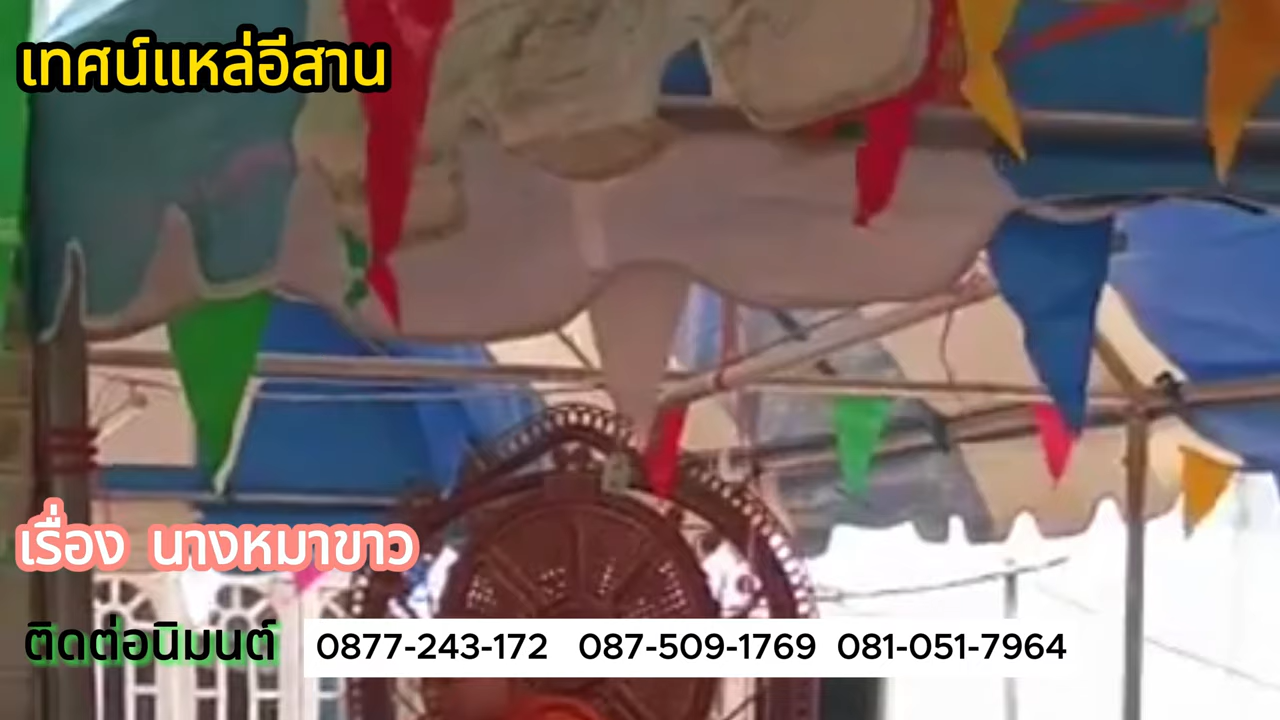 เทศน์แหล่อีสาน
เรื่อง นางหมาขาว
ติดต่อนิมนต์ 0877-243-172 087-509-1769 081-051-7964